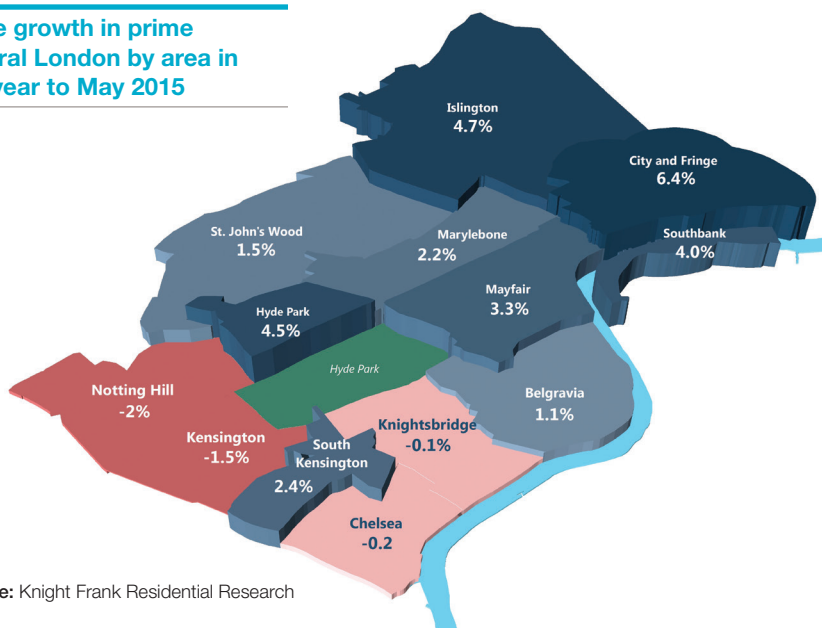 e growth in prime
ral London by area in
year to May 2015
Islington
4.7%
City and Fringe
6.4%
St. John's Wood
1.5%
Marylebone
2.2%
Southbank
4.0%
Mayfair
3.3%
Hyde Park
4.5%
Hyde Park
Notting Hill
-2%
Belgravia
1.1%
Kensington
-1.5%
Knightsbridge
-0.1%
South
Kensington
2.4%
Chelsea
-0.2
e: Knight Frank Residential Research